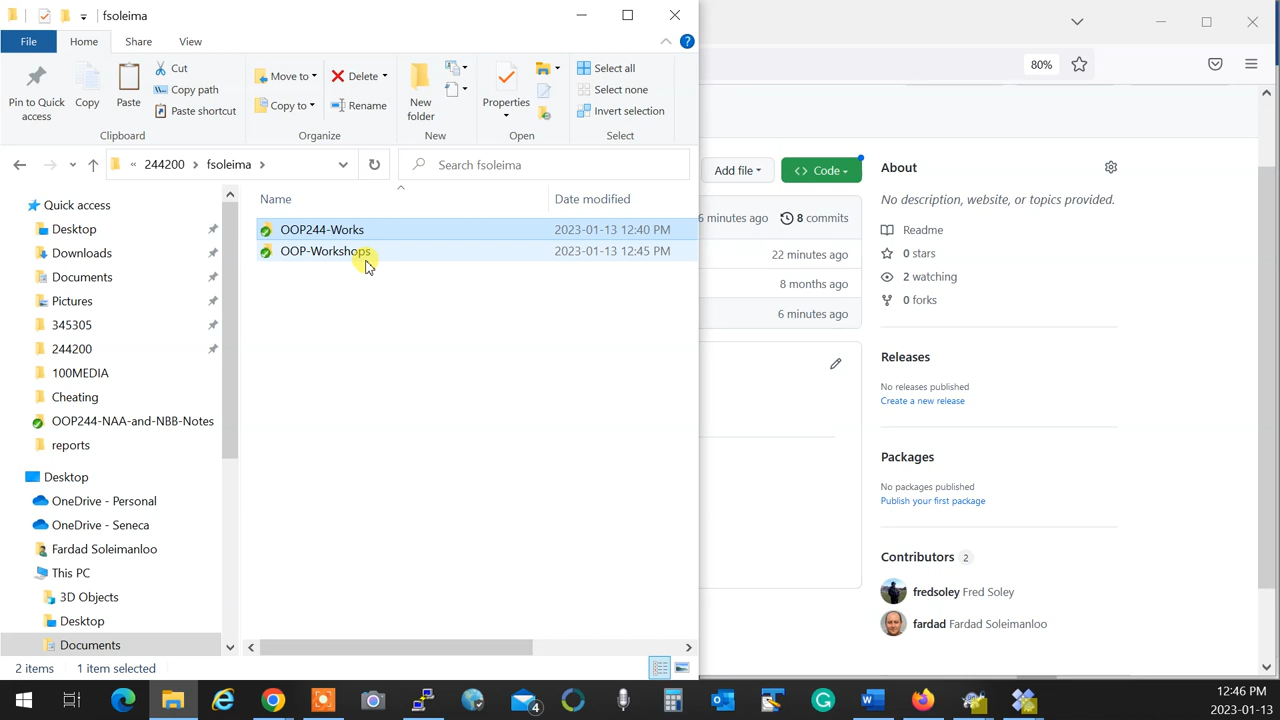 fsoleima
File Home Share View
Pin to Quick access
Copy
Paste
Cut
Copy path
Paste shortcut
Clipboard
Move to
Copy to
Delete
Rename
Organize
New folder
New
Properties
Open
Select all
Select none
Invert selection
Select
« 244200 > fsoleima >
Search fsoleima
Quick access
Desktop
Downloads
Documents
Pictures
345305
244200
100MEDIA
Cheating
OOP244-NAA-and-NBB-Notes
reports
Desktop
OneDrive - Personal
OneDrive - Seneca
Fardad Soleimanloo
This PC
3D Objects
Desktop
Documents
Name Date modified
OOP244-Works 2023-01-13 12:40 PM
OOP-Workshops 2023-01-13 12:45 PM
2 items 1 item selected
80%
Add file
<> Code
6 minutes ago 8 commits
22 minutes ago
8 months ago
6 minutes ago
About
No description, website, or topics provided.
Readme
0 stars
2 watching
0 forks
Releases
No releases published
Create a new release
Packages
No packages published
Publish your first package
Contributors 2
fredsoley Fred Soley
fardad Fardad Soleimanloo
4
12:46 PM
2023-01-13